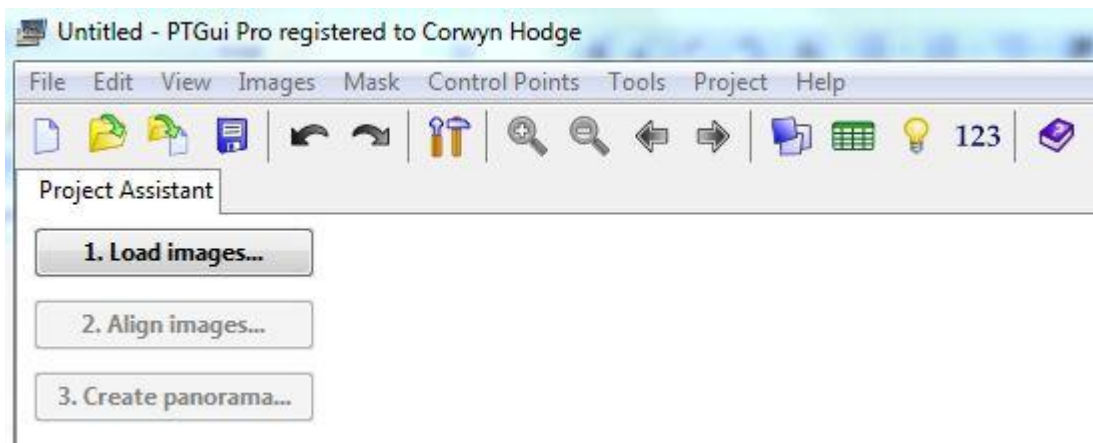 Untitled - PTGui Pro registered to Corwyn Hodge
File Edit View Images Mask Control Points Tools Project Help
123
Project Assistant
1. Load images...
2. Align images...
3. Create panorama...